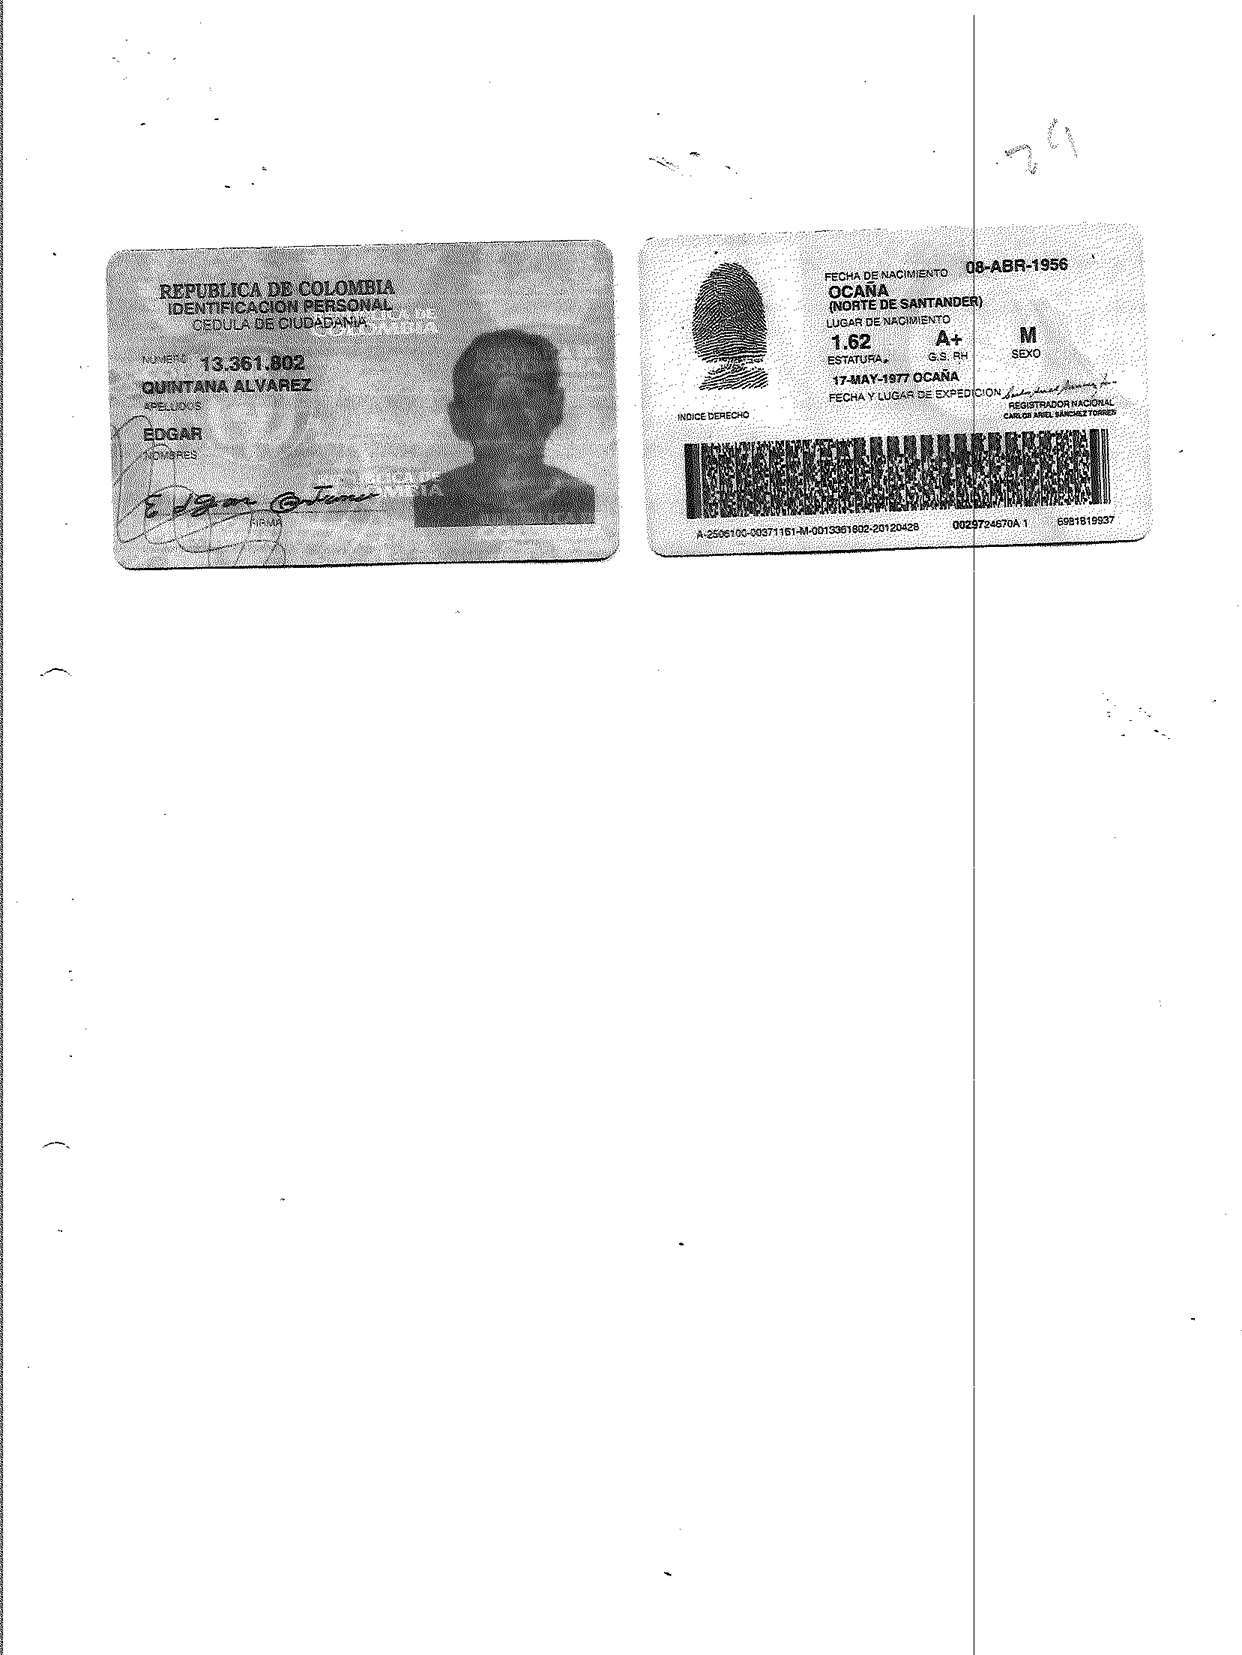 29
REPUBLICA DE COLOMBIA
IDENTIFICACION PERSONAL
CEDULA DE CIUDADANIA
NUMERO 13.361.802
QUINTANA ALVAREZ
APELLIDOS
EDGAR
NOMBRES
Edgar Quintana
FIRMA
FECHA DE NACIMIENTO 08-ABR-1956
OCAÑA
(NORTE DE SANTANDER)
LUGAR DE NACIMIENTO
1.62 A+ M
ESTATURA G.S. RH SEXO
17-MAY-1977 OCAÑA
FECHA Y LUGAR DE EXPEDICION
REGISTRADOR NACIONAL
CARLOS ARIEL SÁNCHEZ TORRES
INDICE DERECHO
A-2506100-00371161-M-0013361802-20120428 0029724670A 1 6981819937